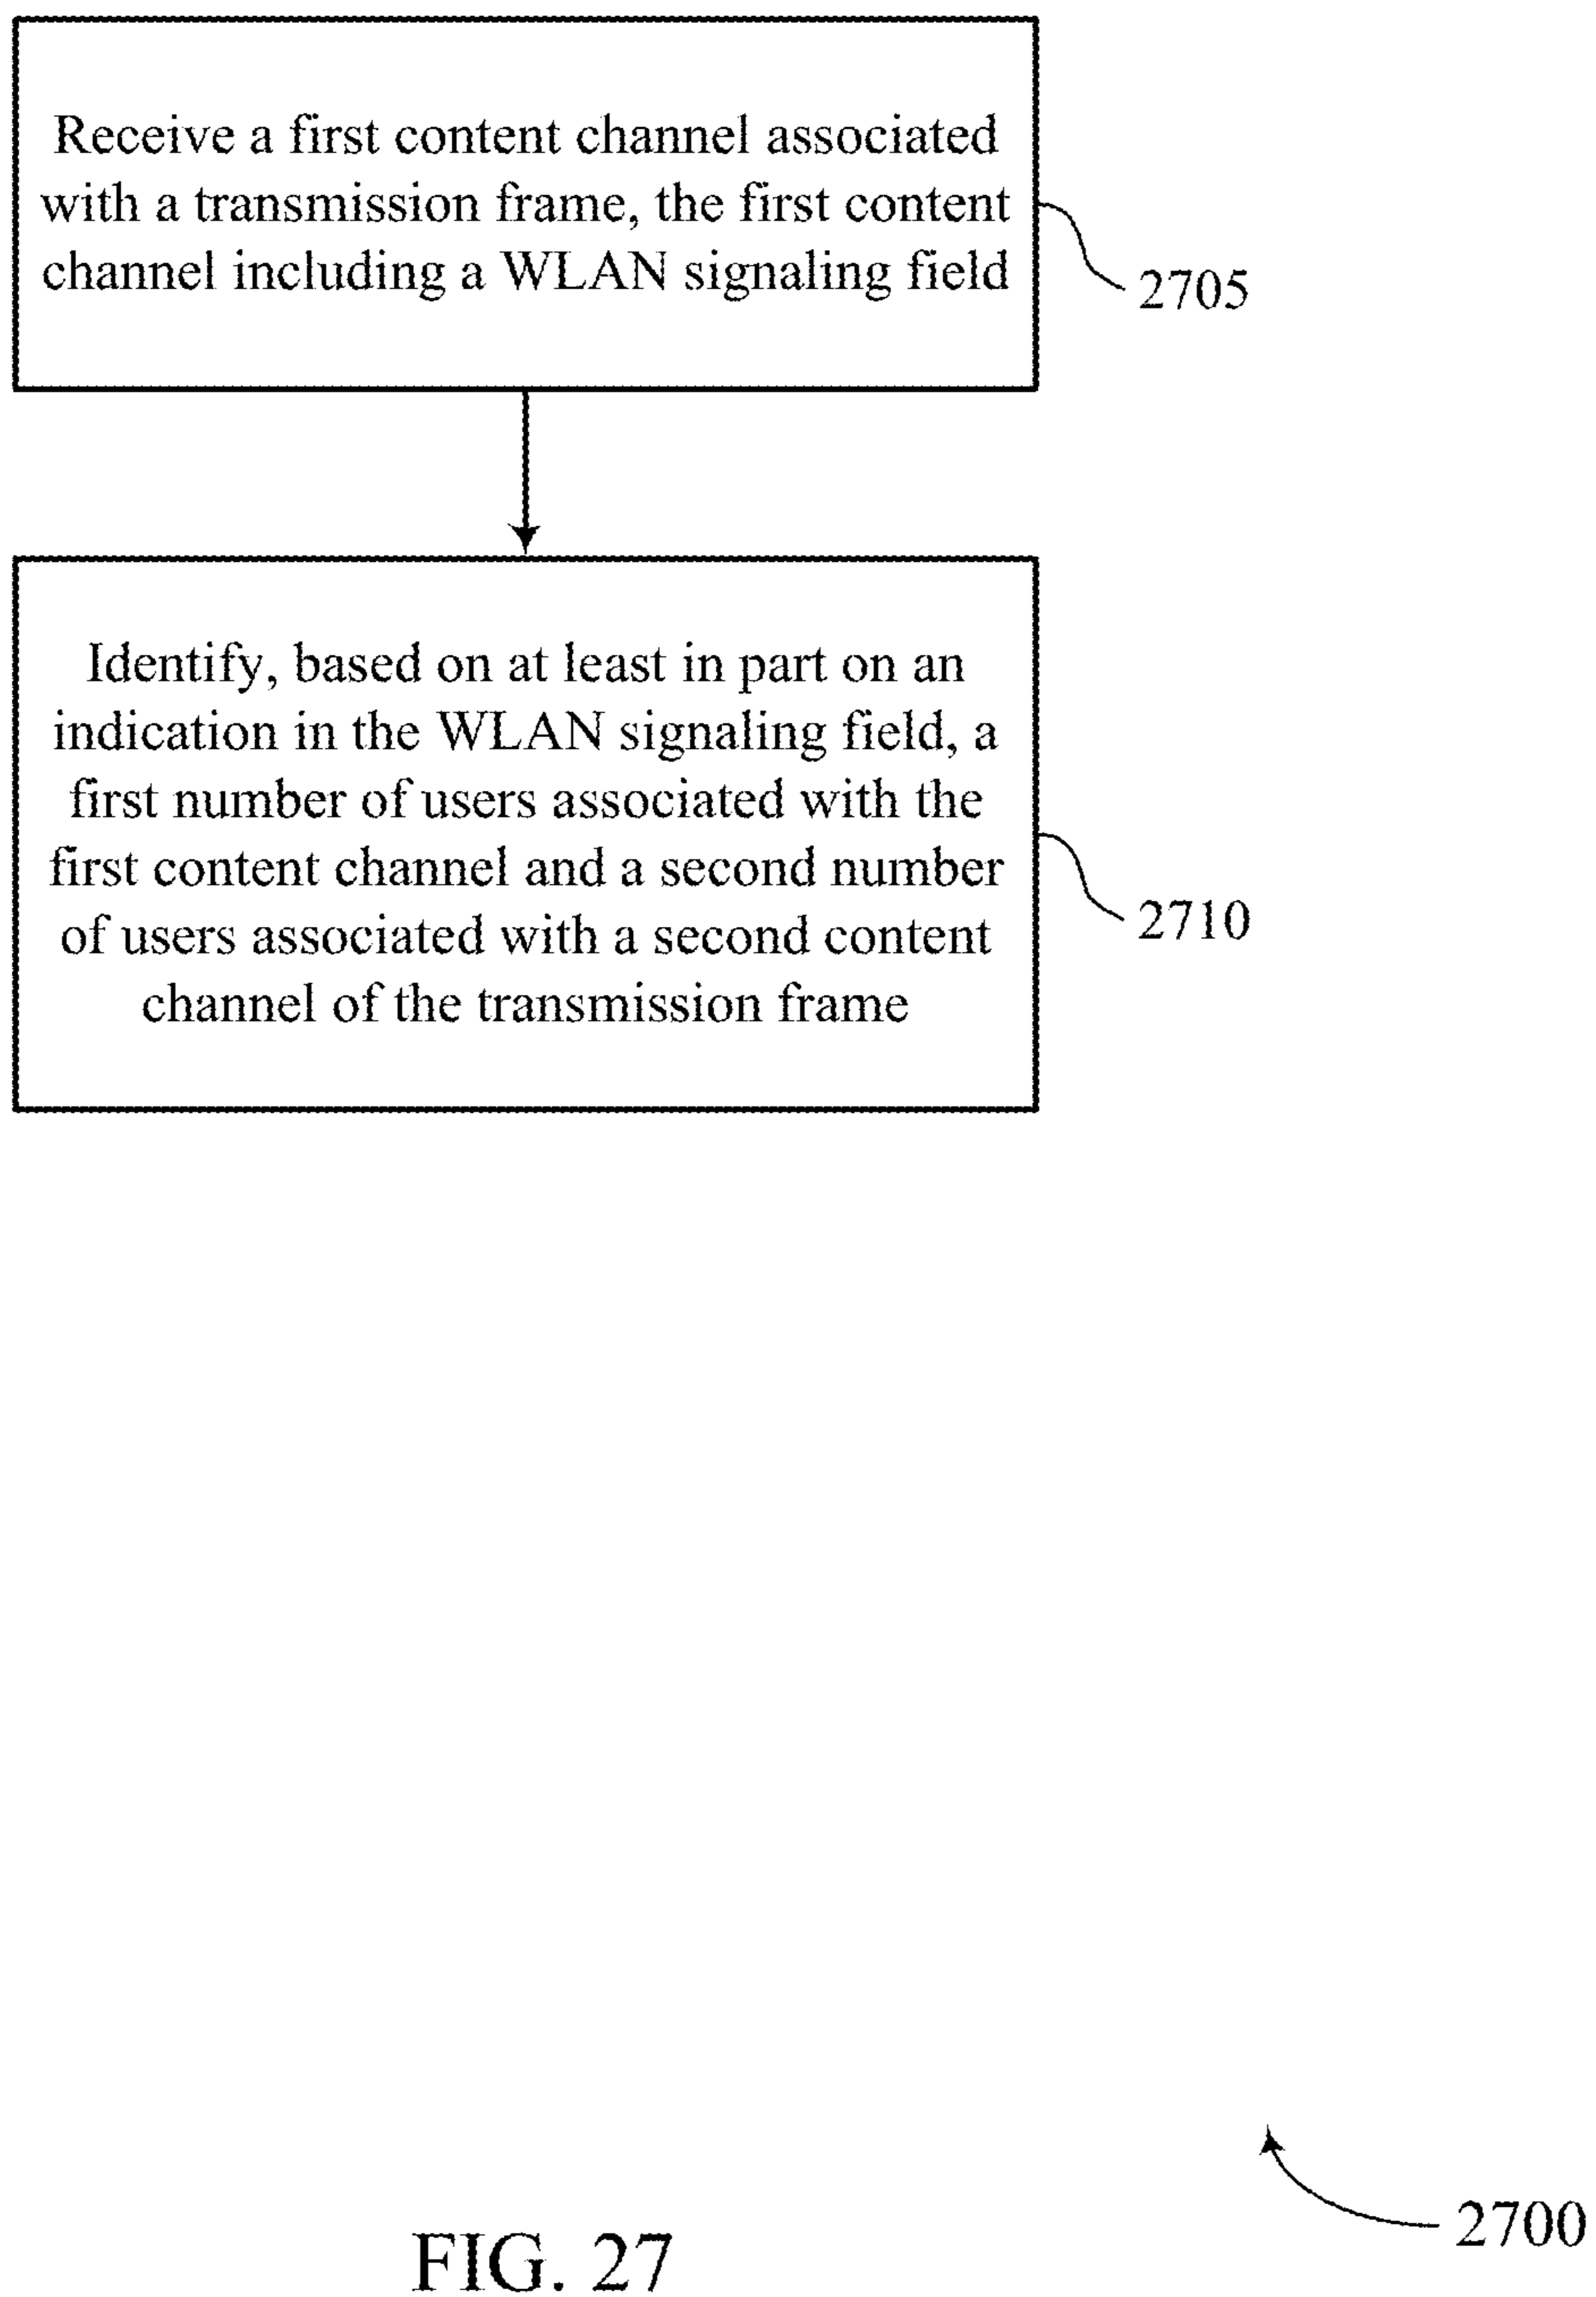 Receive a first content channel associated
with a transmission frame, the first content
channel including a WLAN signaling field
2705
Identify, based on at least in part on an
indication in the WLAN signaling field, a
first number of users associated with the
first content channel and a second number
of users associated with a second content
channel of the transmission frame
2710
2700
FIG. 27